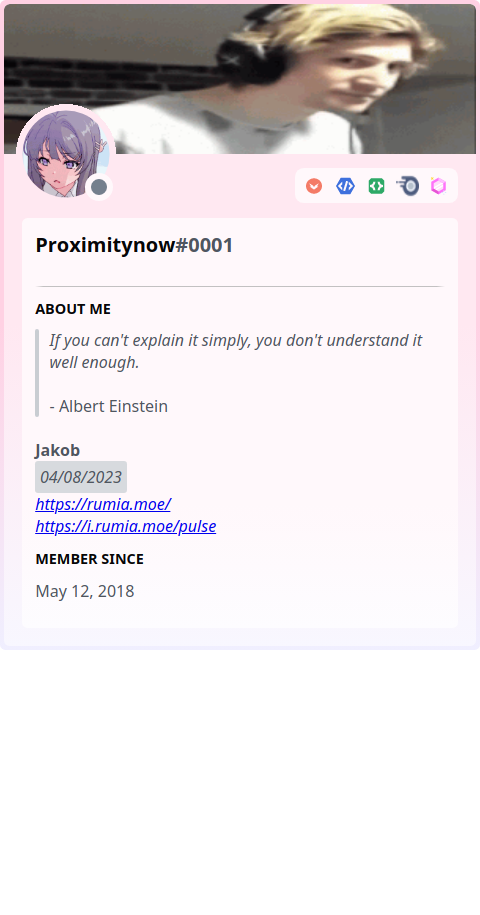 Proximitynow#0001
ABOUT ME
If you can't explain it simply, you don't understand it
well enough.
- Albert Einstein
Jakob
04/08/2023
https://rumia.moe/
https://i.rumia.moe/pulse
MEMBER SINCE
May 12, 2018